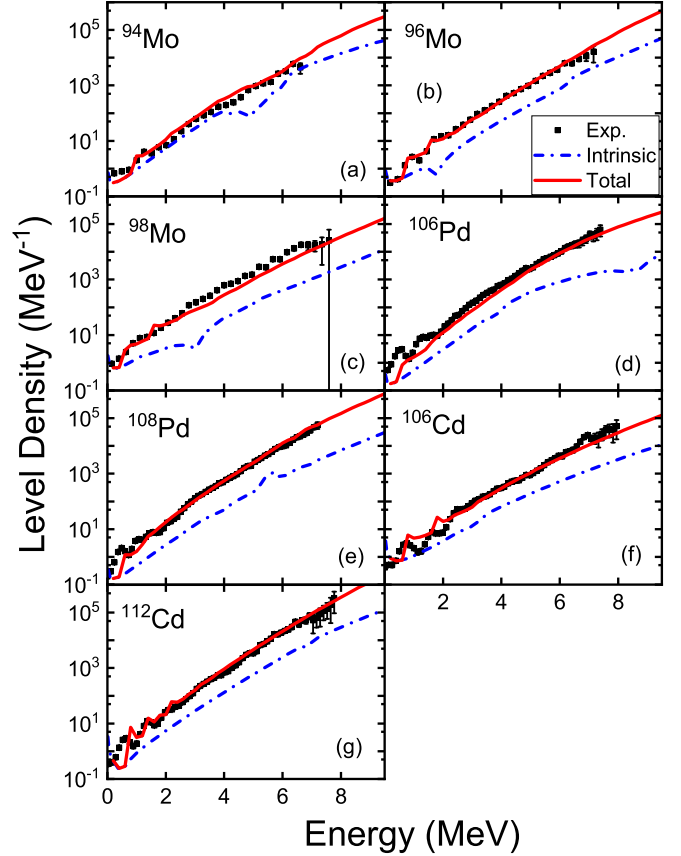 Level Density (MeV⁻¹)
10⁵
10³
10¹
10⁻¹
⁹⁴Mo
(a)
⁹⁶Mo
(b)
Exp.
Intrinsic
Total
10⁵
10³
10¹
10⁻¹
⁹⁸Mo
(c)
¹⁰⁶Pd
(d)
10⁵
10³
10¹
10⁻¹
¹⁰⁸Pd
(e)
¹⁰⁶Cd
(f)
2 4 6 8
10⁵
10³
10¹
10⁻¹
¹¹²Cd
(g)
0 2 4 6 8
Energy (MeV)